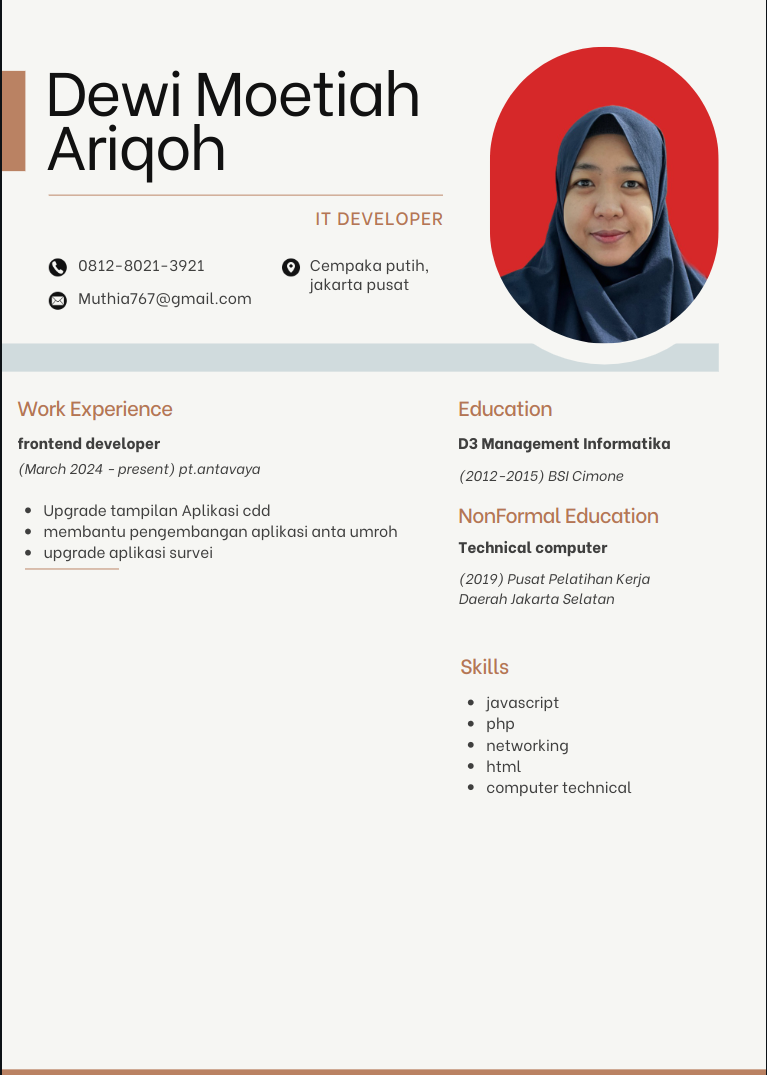 Dewi Moetiah
Ariqoh
IT DEVELOPER
0812-8021-3921
Muthia767@gmail.com
Cempaka putih,
jakarta pusat
Work Experience
frontend developer
(March 2024 - present) pt.antavaya
Upgrade tampilan Aplikasi cdd
membantu pengembangan aplikasi anta umroh
upgrade aplikasi survei
Education
D3 Management Informatika
(2012-2015) BSI Cimone
NonFormal Education
Technical computer
(2019) Pusat Pelatihan Kerja
Daerah Jakarta Selatan
Skills
javascript
php
networking
html
computer technical